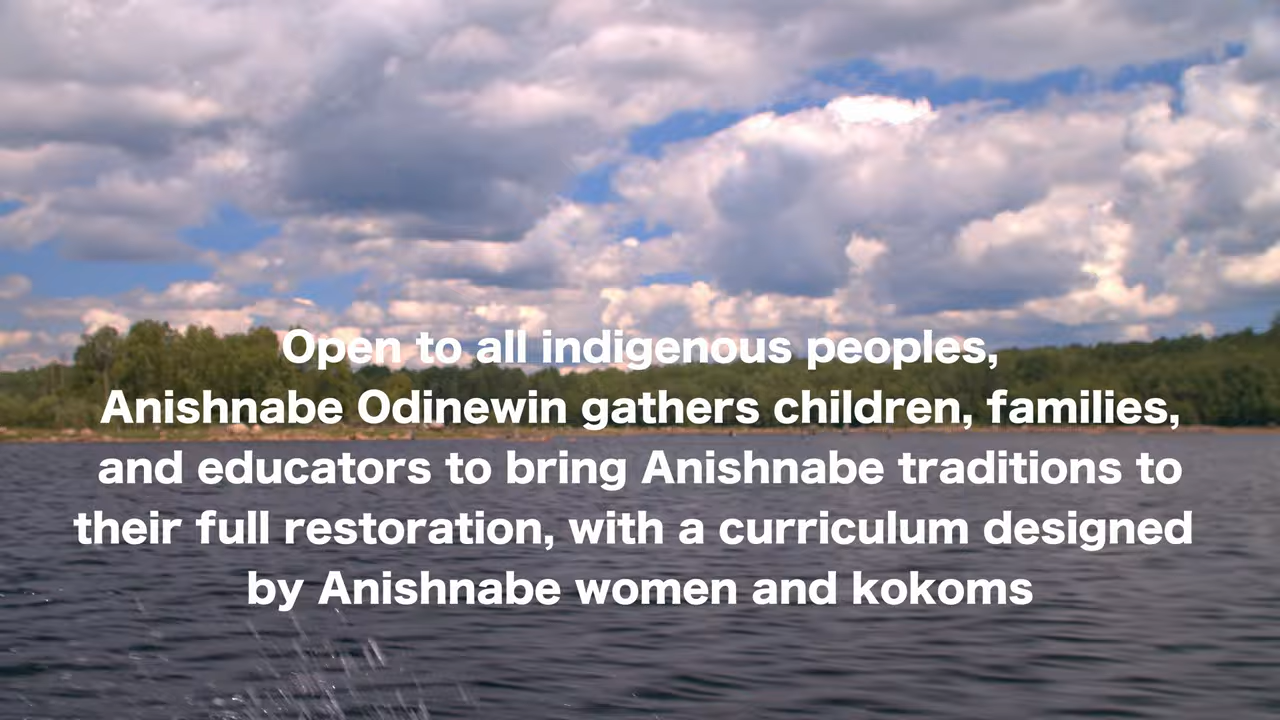 Open to all indigenous peoples,
Anishnabe Odinewin gathers children, families,
and educators to bring Anishnabe traditions to
their full restoration, with a curriculum designed
by Anishnabe women and kokoms